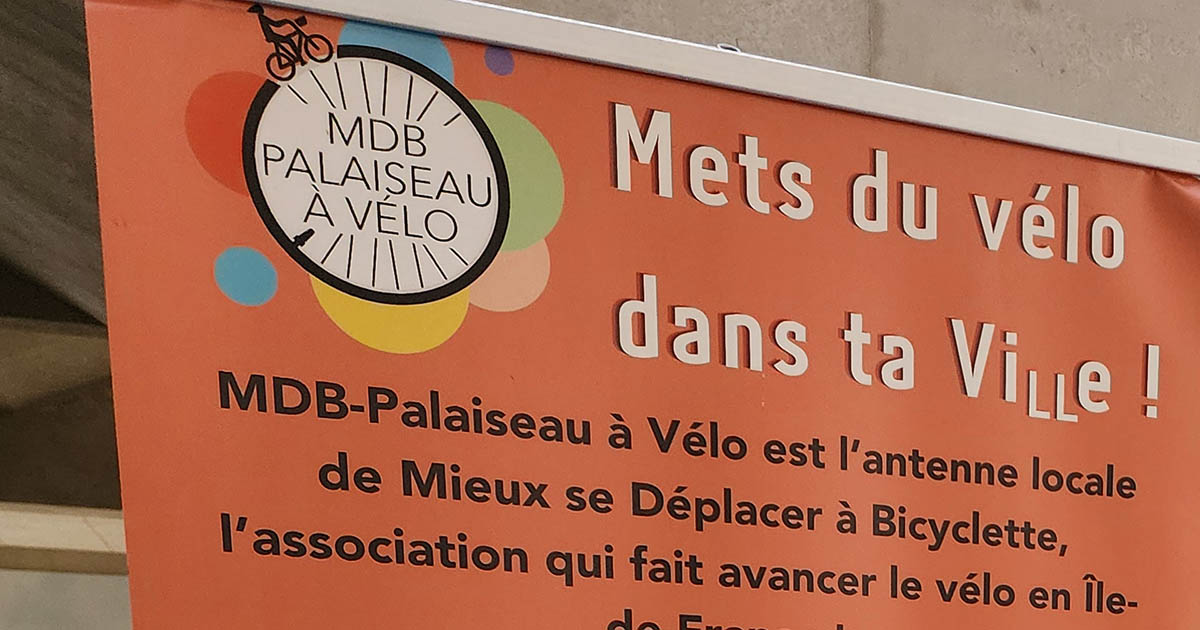 MDB
PALAISEAU
À VÉLO
Mets du vélo
dans ta ViLLe !
MDB-Palaiseau à Vélo est l'antenne locale
de Mieux se Déplacer à Bicyclette,
l'association qui fait avancer le vélo en Île-